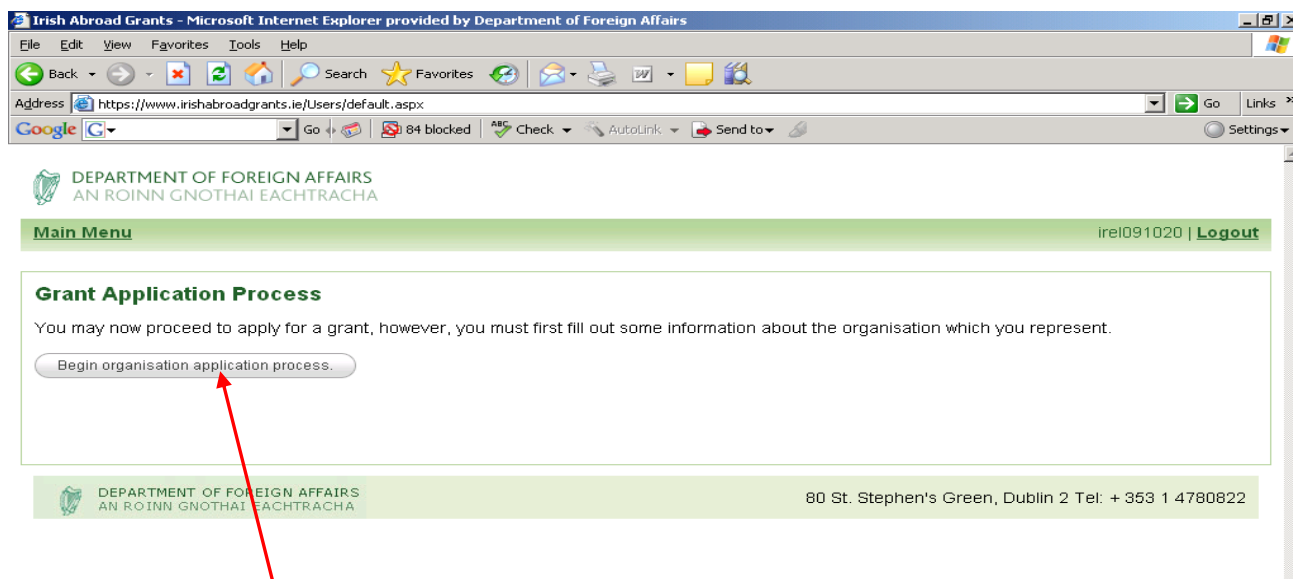 Irish Abroad Grants - Microsoft Internet Explorer provided by Department of Foreign Affairs
File Edit View Favorites Tools Help
Back Search Favorites
Address https://www.irishabroadgrants.ie/Users/default.aspx Go Links »
Google G Go 84 blocked ABC Check AutoLink Send to Settings
DEPARTMENT OF FOREIGN AFFAIRS
AN ROINN GNOTHAI EACHTRACHA
Main Menu irel091020 | Logout
Grant Application Process
You may now proceed to apply for a grant, however, you must first fill out some information about the organisation which you represent.
Begin organisation application process.
DEPARTMENT OF FOREIGN AFFAIRS
AN ROINN GNOTHAI EACHTRACHA
80 St. Stephen's Green, Dublin 2 Tel: + 353 1 4780822